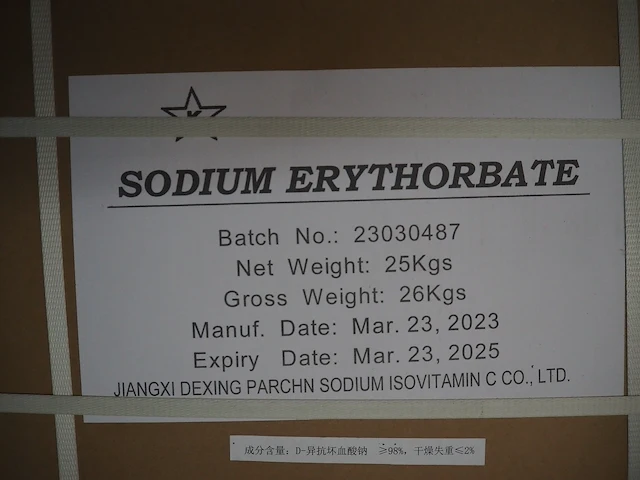 K
SODIUM ERYTHORBATE
Batch No.: 23030487
Net Weight: 25Kgs
Gross Weight: 26Kgs
Manuf. Date: Mar. 23, 2023
Expiry Date: Mar. 23, 2025
JIANGXI DEXING PARCHN SODIUM ISOVITAMIN C CO., LTD.
成分含量: D-异抗坏血酸钠 ≥98%, 干燥失重≤2%